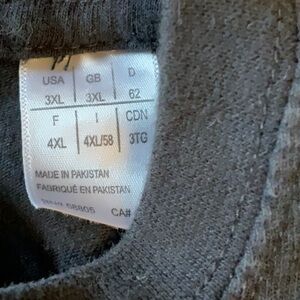 USA GB D
3XL 3XL 62
F I CDN
4XL 4XL/58 3TG
MADE IN PAKISTAN
FABRIQUÉ EN PAKISTAN
CA#